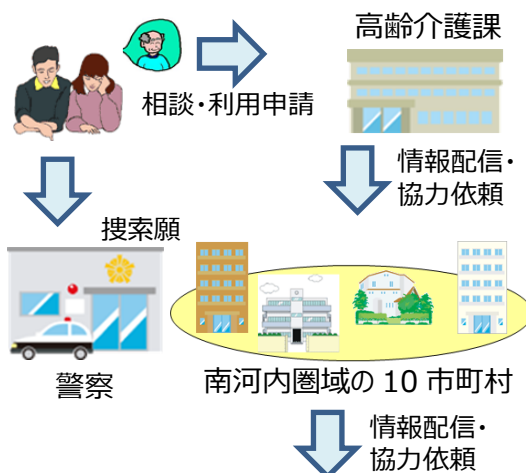 高齢介護課
相談・利用申請
情報配信・
協力依頼
捜索願
警察
南河内圏域の 10 市町村
情報配信・
協力依頼